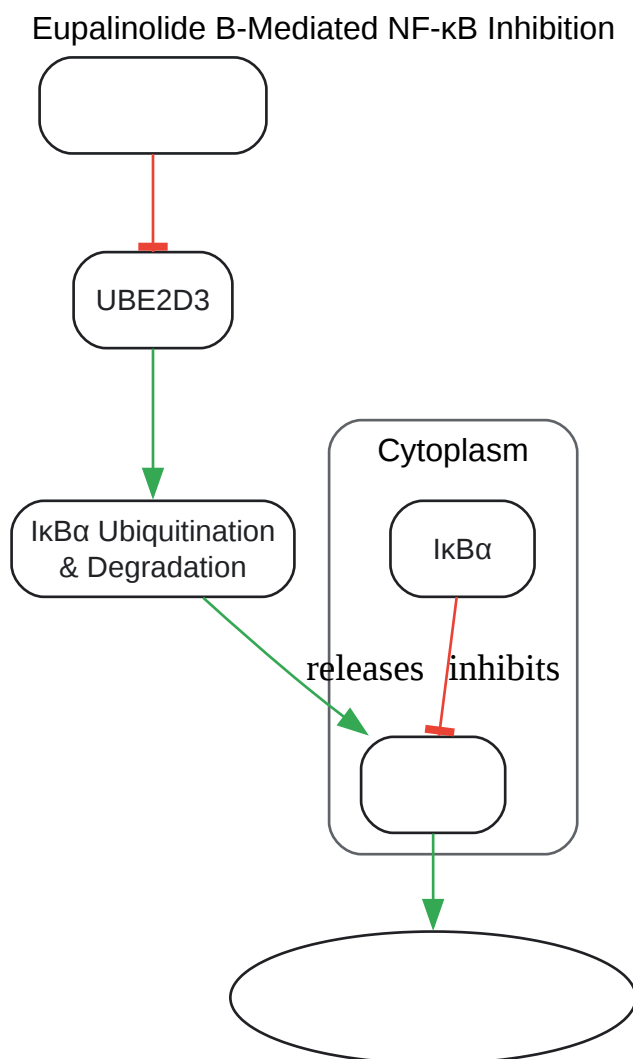 Eupalinolide B-Mediated NF-κB Inhibition
UBE2D3
Cytoplasm
IκBα Ubiquitination
& Degradation
IκBα
releases
inhibits